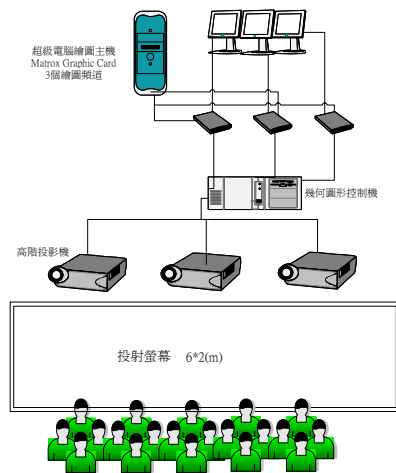 超級電腦繪圖主機
Matrox Graphic Card
3個繪圖頻道
幾何圖形控制機
高階投影機
投射螢幕 6*2(m)